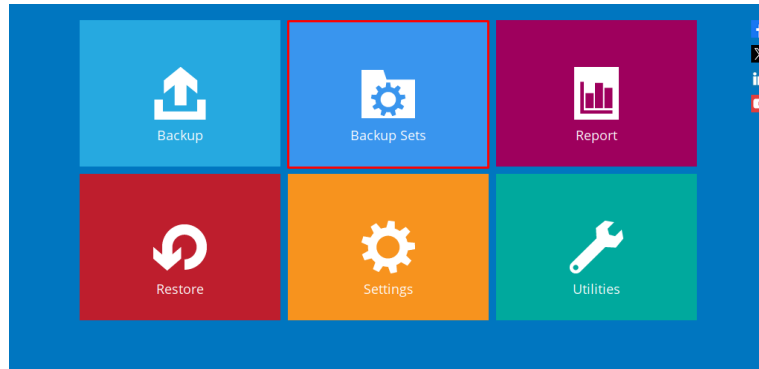 Backup
Backup Sets
Report
Restore
Settings
Utilities